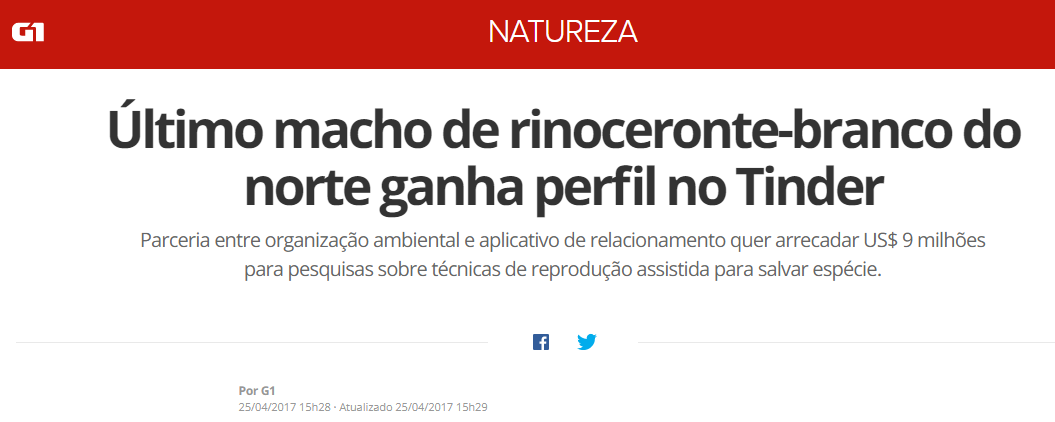 G1
NATUREZA
Último macho de rinoceronte-branco do
norte ganha perfil no Tinder
Parceria entre organização ambiental e aplicativo de relacionamento quer arrecadar US$ 9 milhões
para pesquisas sobre técnicas de reprodução assistida para salvar espécie.
Por G1
25/04/2017 15h28 · Atualizado 25/04/2017 15h29